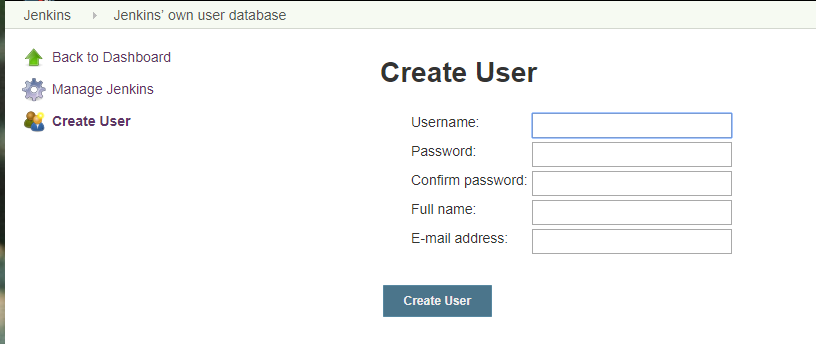 Jenkins
Jenkins’ own user database
Back to Dashboard
Manage Jenkins
Create User
Create User
Username:
Password:
Confirm password:
Full name:
E-mail address:
Create User